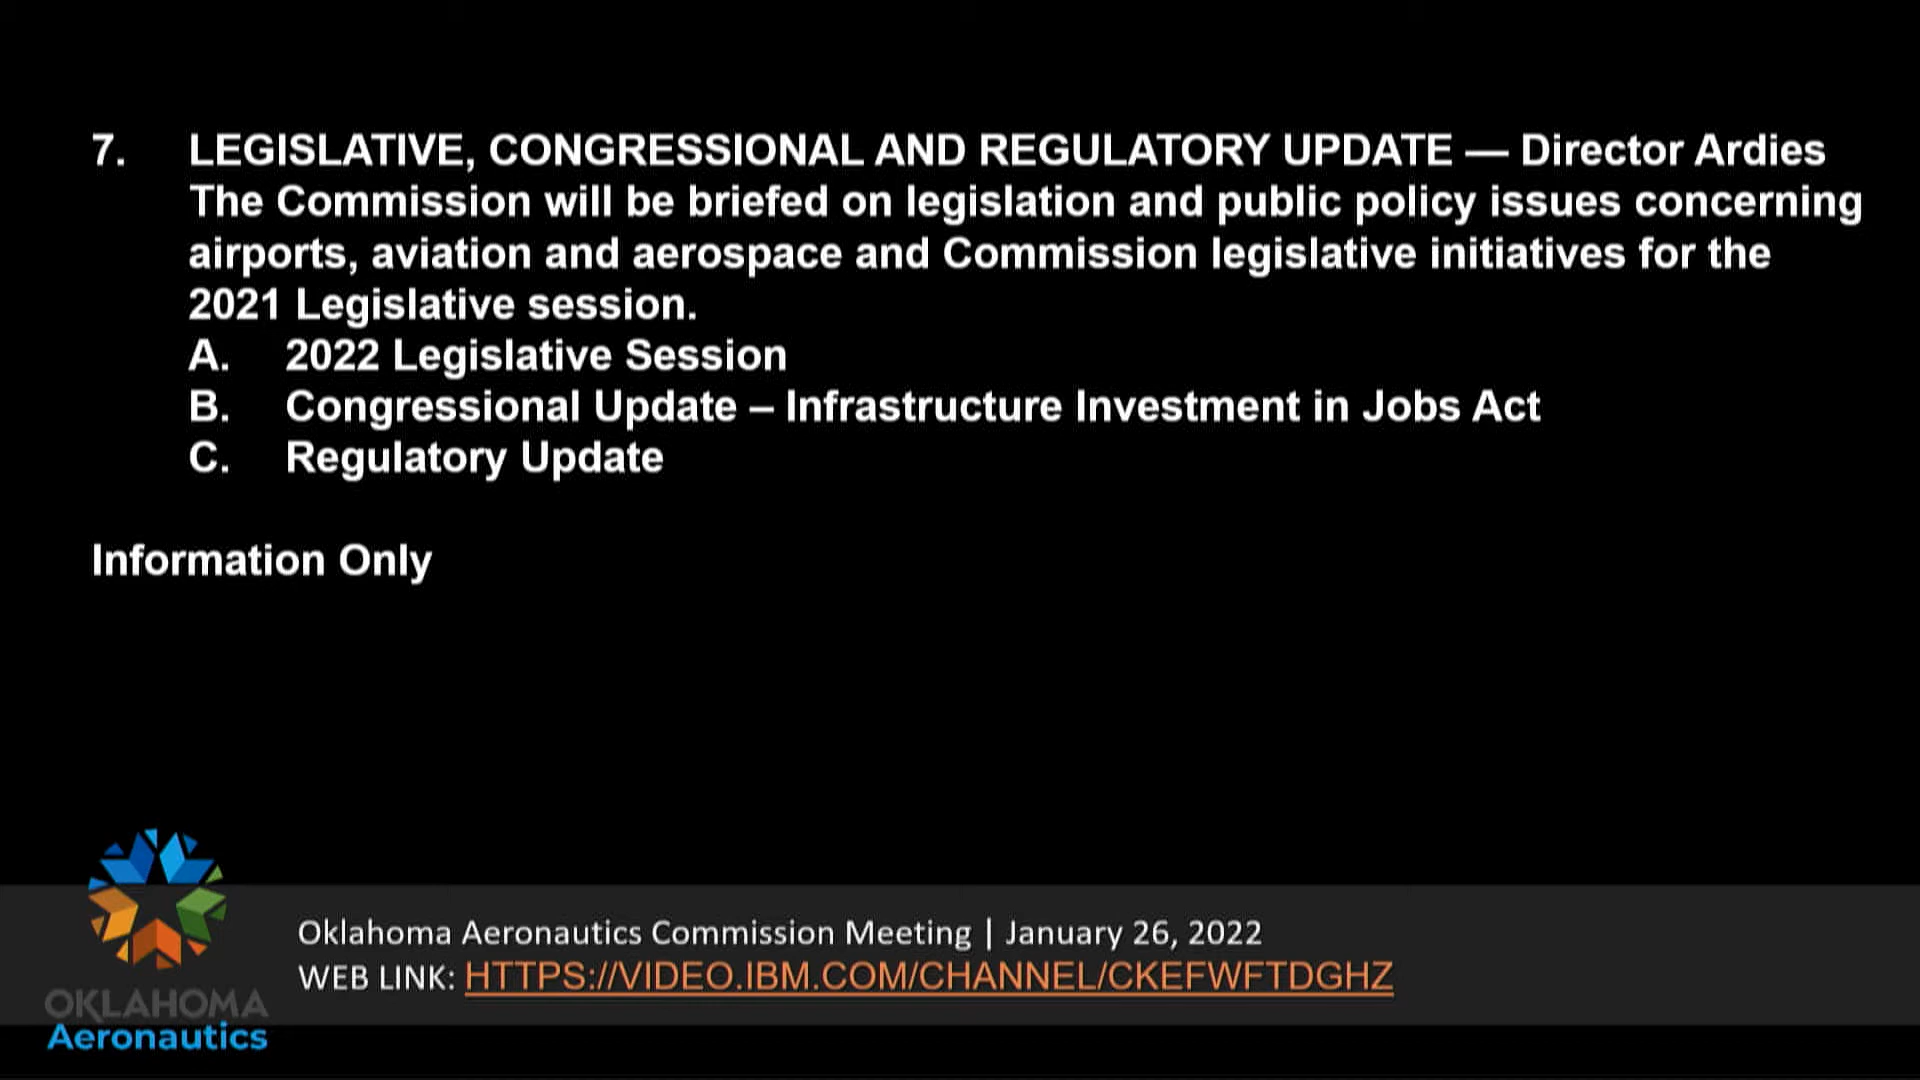 7. LEGISLATIVE, CONGRESSIONAL AND REGULATORY UPDATE — Director Ardies
The Commission will be briefed on legislation and public policy issues concerning
airports, aviation and aerospace and Commission legislative initiatives for the
2021 Legislative session.
A. 2022 Legislative Session
B. Congressional Update – Infrastructure Investment in Jobs Act
C. Regulatory Update
Information Only
Oklahoma Aeronautics Commission Meeting | January 26, 2022
WEB LINK: HTTPS://VIDEO.IBM.COM/CHANNEL/CKEFWFTDGHZ
OKLAHOMA
Aeronautics